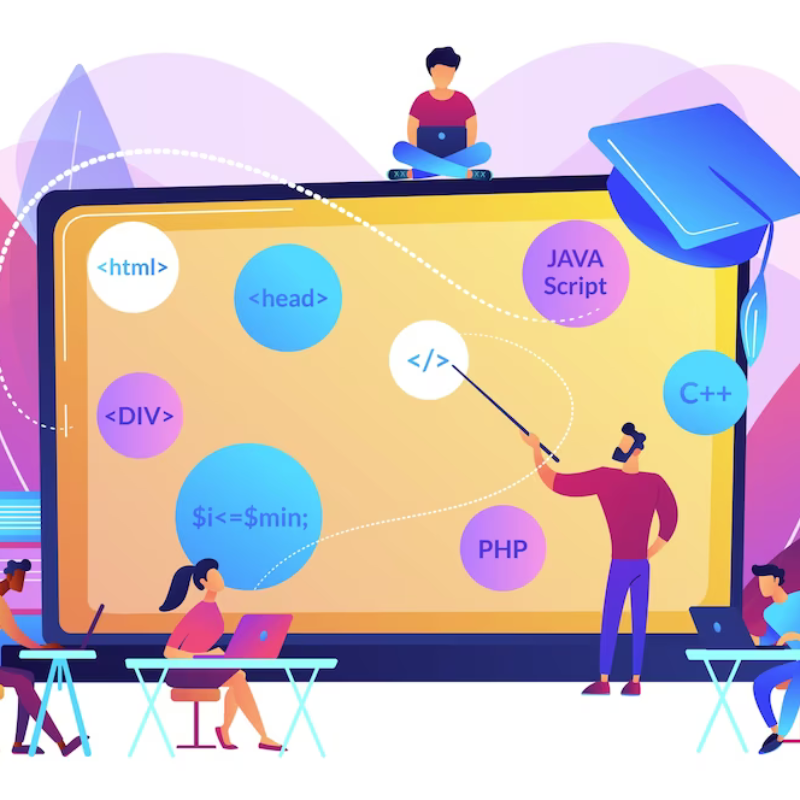 <html>
<head>
JAVA
Script
</>
C++
<DIV>
$i<=$min;
PHP